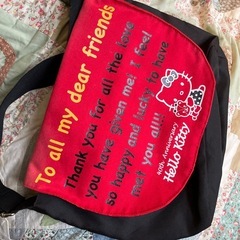 To all my dear friends
Thank you for all the love
you have given me! I feel
so happy and lucky to have
met you all!!
40th Anniversary
Hello Kitty